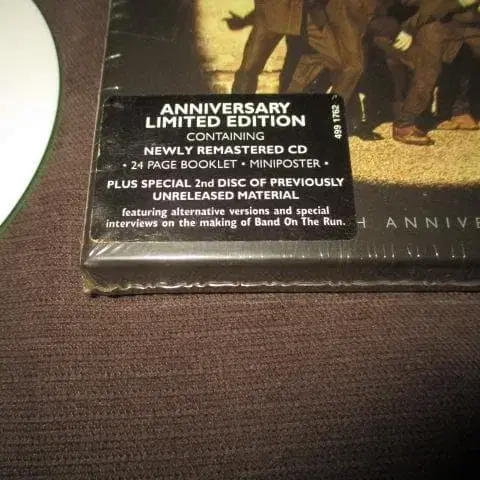 ANNIVERSARY
LIMITED EDITION
CONTAINING
NEWLY REMASTERED CD
• 24 PAGE BOOKLET • MINIPOSTER •
PLUS SPECIAL 2nd DISC OF PREVIOUSLY
UNRELEASED MATERIAL
featuring alternative versions and special
interviews on the making of Band On The Run.
499 1762
H ANNIVE